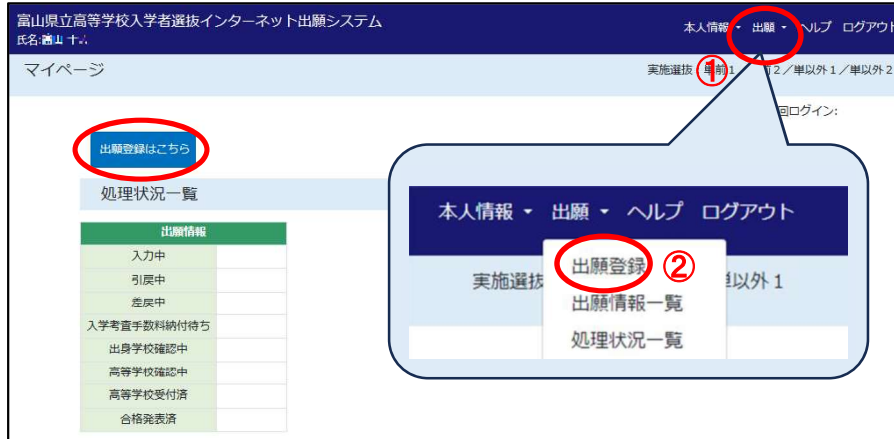 富山県立高等学校入学者選抜インターネット出願システム
氏名:富山 十
本人情報 ▾ 出願 ▾ ヘルプ ログアウト
マイページ
実施選抜:単前1 前2/単以外1/単以外2
①
回ログイン:
出願登録はこちら
処理状況一覧
出願情報
入力中
引戻中
差戻中
入学考査手数料納付待ち
出身学校確認中
高等学校確認中
高等学校受付済
合格発表済
本人情報 ▾ 出願 ▾ ヘルプ ログアウト
実施選抜 単以外1
出願登録 ②
出願情報一覧
処理状況一覧